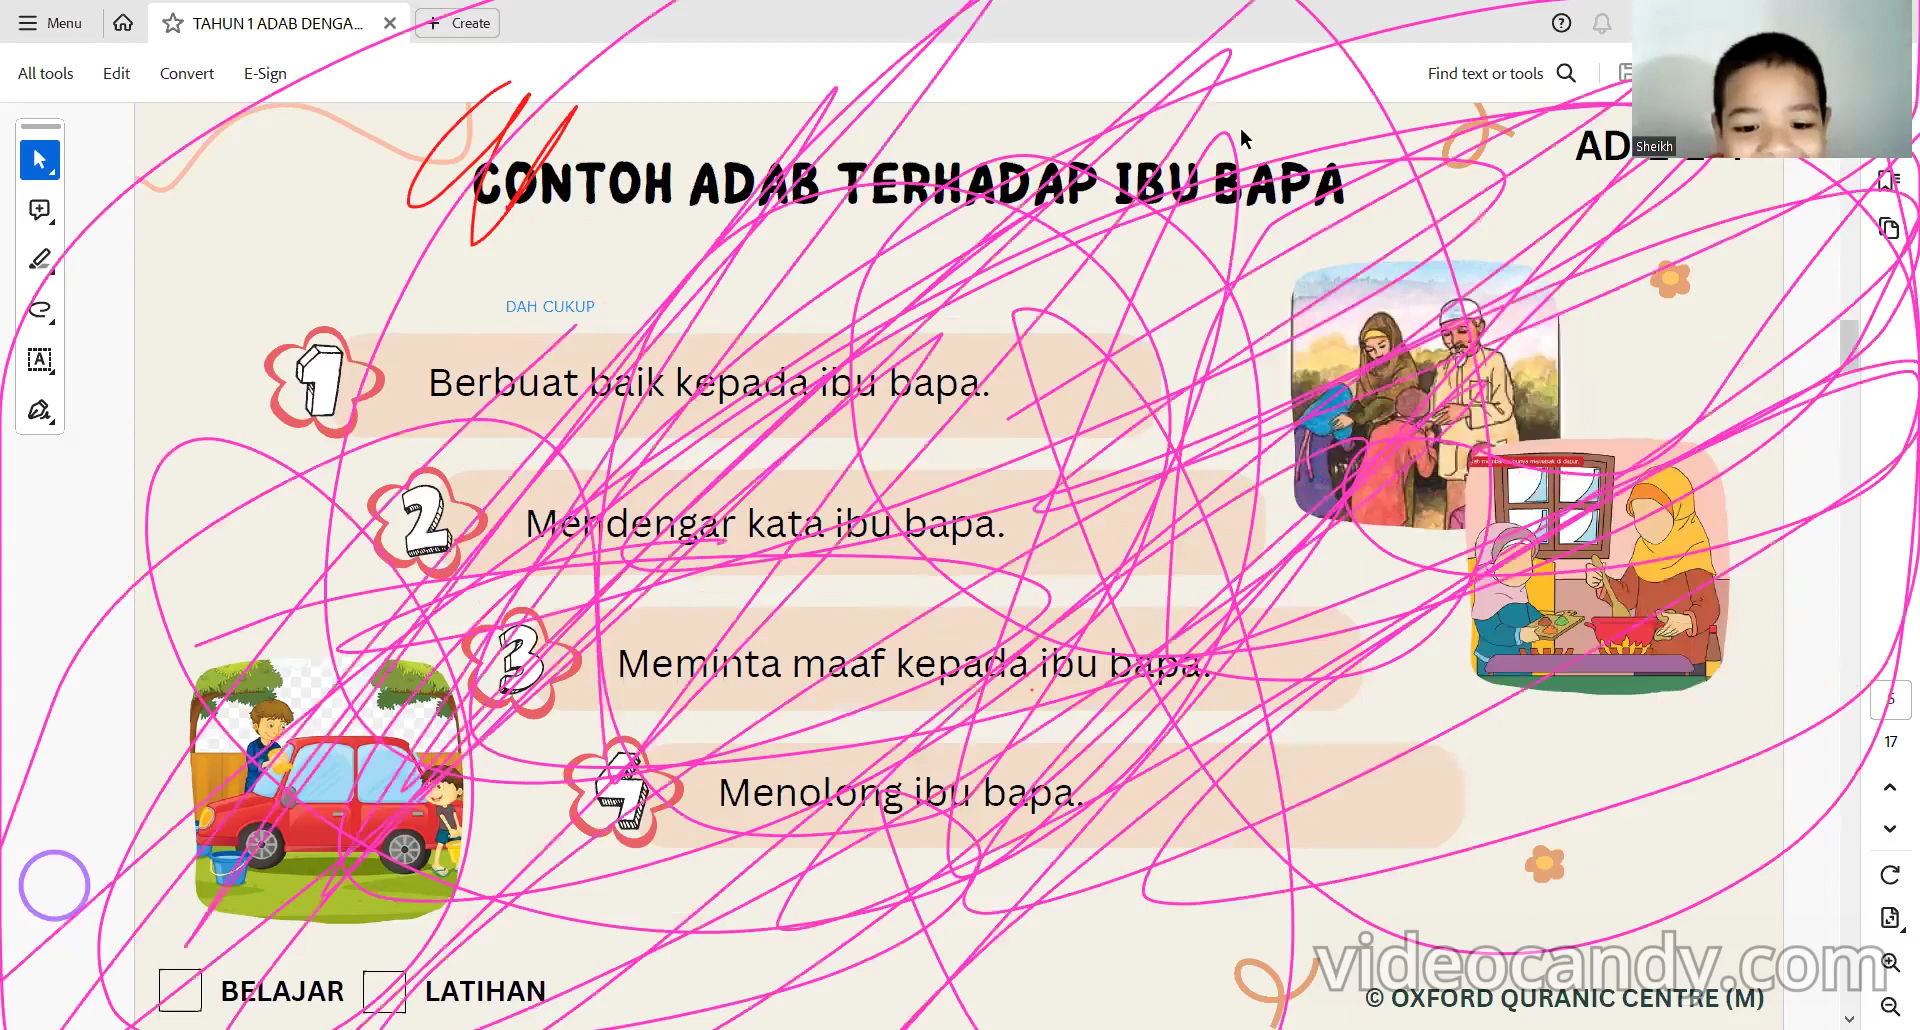 Menu
TAHUN 1 ADAB DENGA...
Create
All tools
Edit
Convert
E-Sign
Find text or tools
Sheikh
CONTOH ADAB TERHADAP IBU BAPA
DAH CUKUP
1
Berbuat baik kepada ibu bapa.
2
Mendengar kata ibu bapa.
3
Meminta maaf kepada ibu bapa.
4
Menolong ibu bapa.
5
17
BELAJAR
LATIHAN
videocandy.com
© OXFORD QURANIC CENTRE (M)